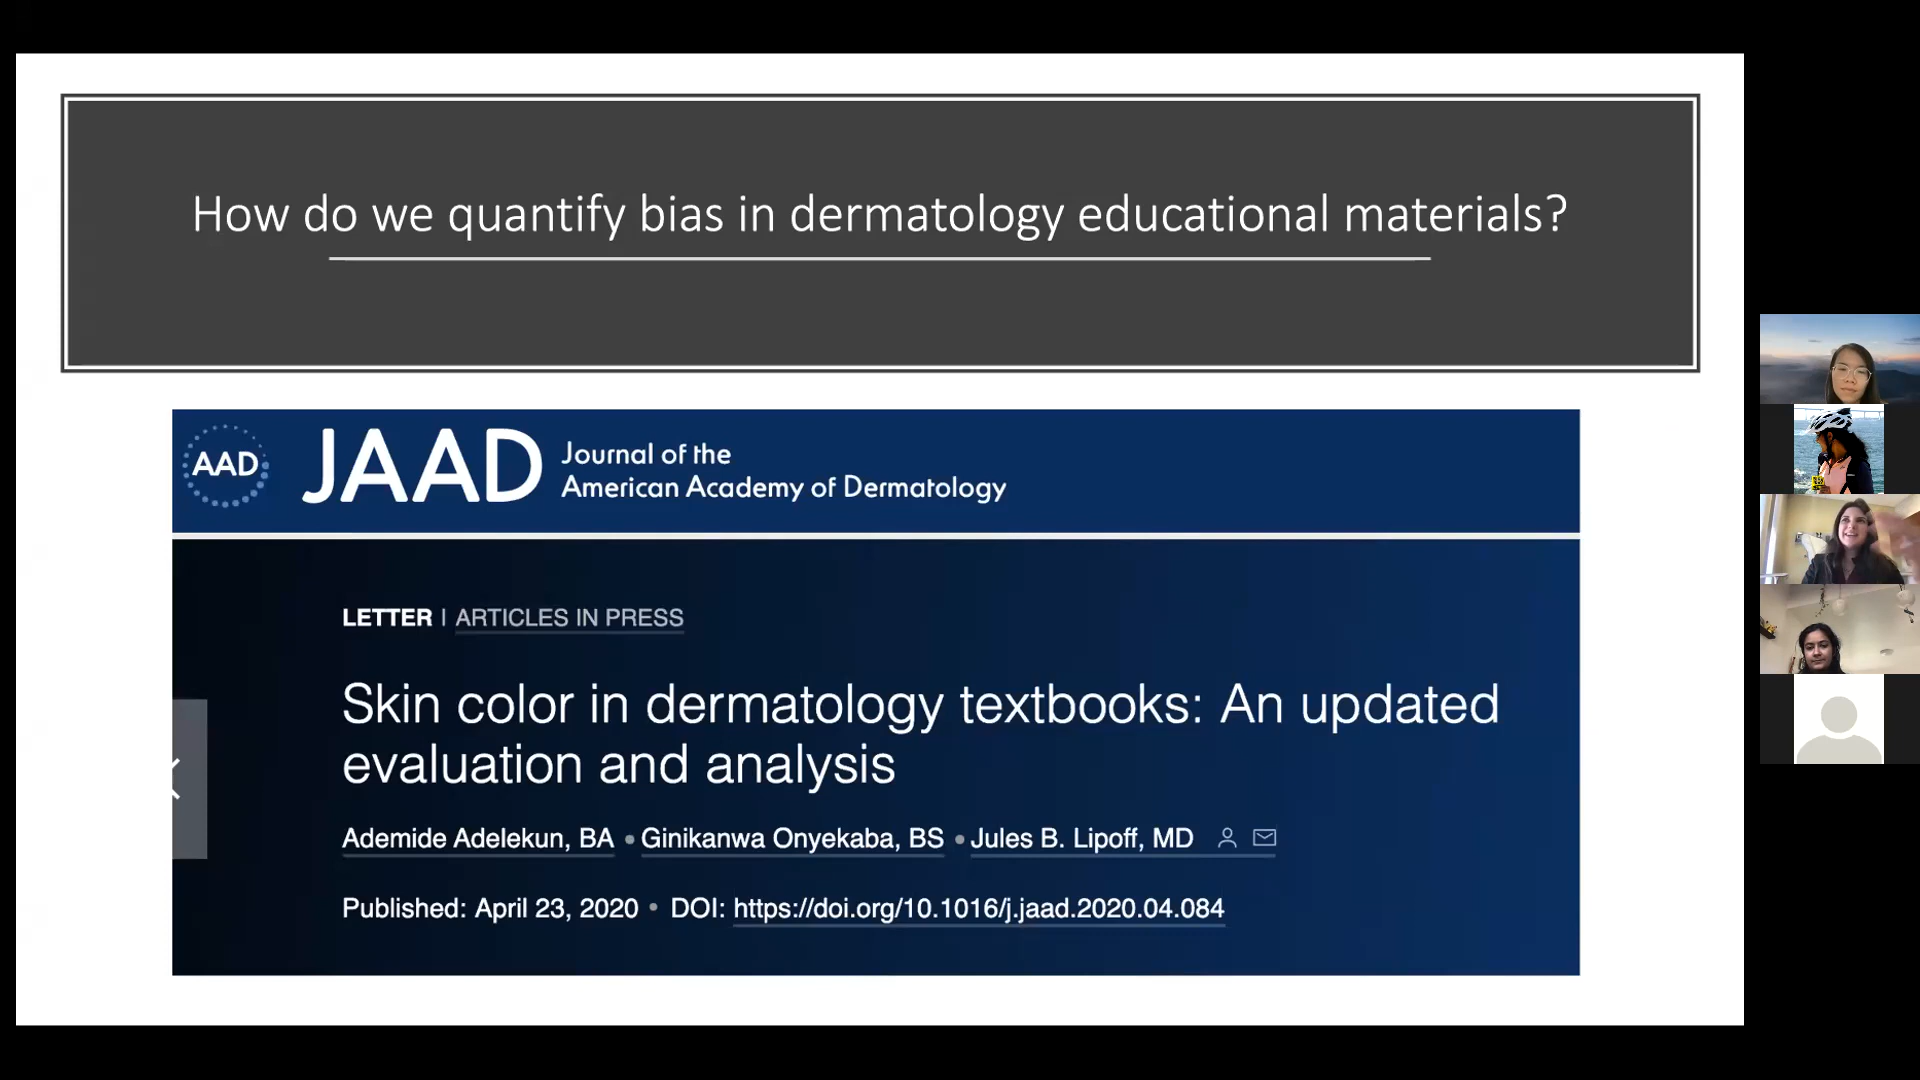 How do we quantify bias in dermatology educational materials?
AAD
JAAD
Journal of the
American Academy of Dermatology
LETTER | ARTICLES IN PRESS
Skin color in dermatology textbooks: An updated
evaluation and analysis
Ademide Adelekun, BA • Ginikanwa Onyekaba, BS • Jules B. Lipoff, MD
Published: April 23, 2020 • DOI: https://doi.org/10.1016/j.jaad.2020.04.084